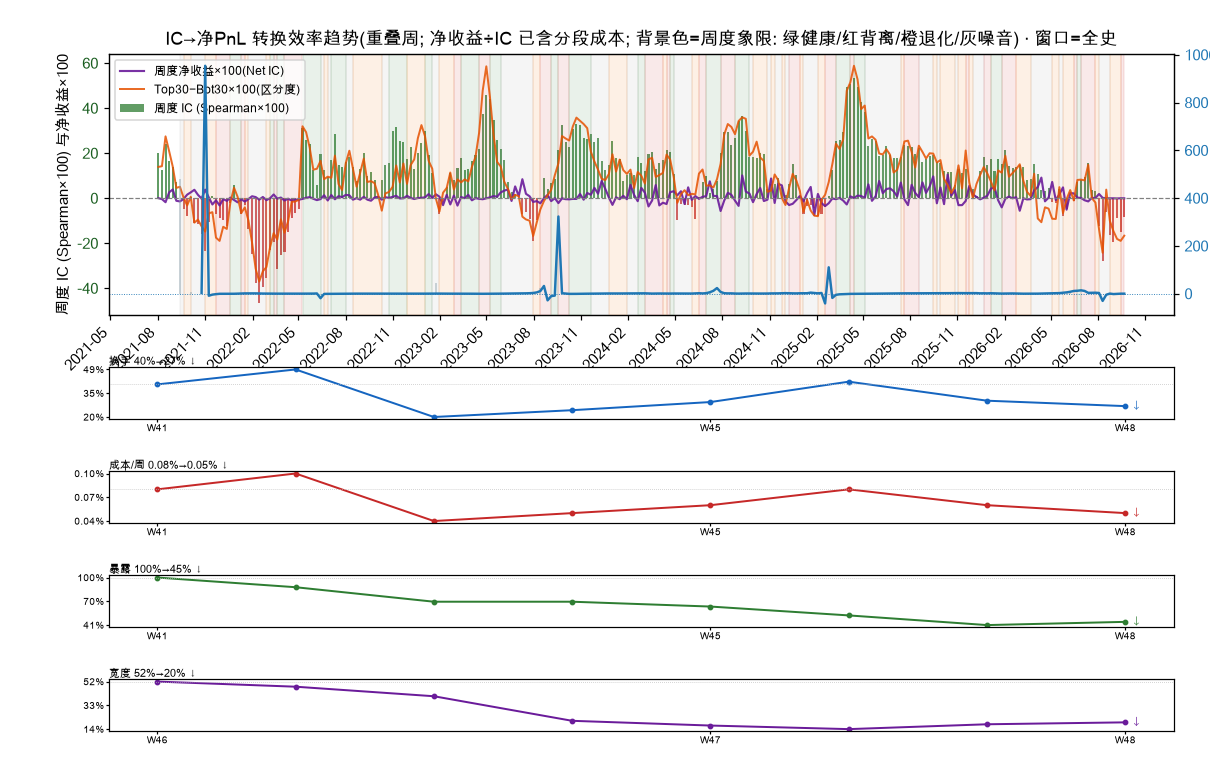 IC→净PnL 转换效率趋势(重叠周; 净收益÷IC 已含分段成本; 背景色=周度象限: 绿健康/红背离/橙退化/灰噪音) · 窗口=全史
周度 IC (Spearman×100) 与净收益×100
60
40
20
0
-20
-40
周度净收益×100(Net IC)
Top30−Bot30×100(区分度)
周度 IC (Spearman×100)
1000
800
600
400
200
0
2021-05
2021-08
2021-11
2022-02
2022-05
2022-08
2022-11
2023-02
2023-05
2023-08
2023-11
2024-02
2024-05
2024-08
2024-11
2025-02
2025-05
2025-08
2025-11
2026-02
2026-05
2026-08
2026-11
换手 40%→27% ↓
49%
35%
20%
↓
W41
W45
W48
成本/周 0.08%→0.05% ↓
0.10%
0.07%
0.04%
↓
W41
W45
W48
暴露 100%→45% ↓
100%
70%
41%
↓
W41
W45
W48
宽度 52%→20% ↓
52%
33%
14%
↓
W46
W47
W48